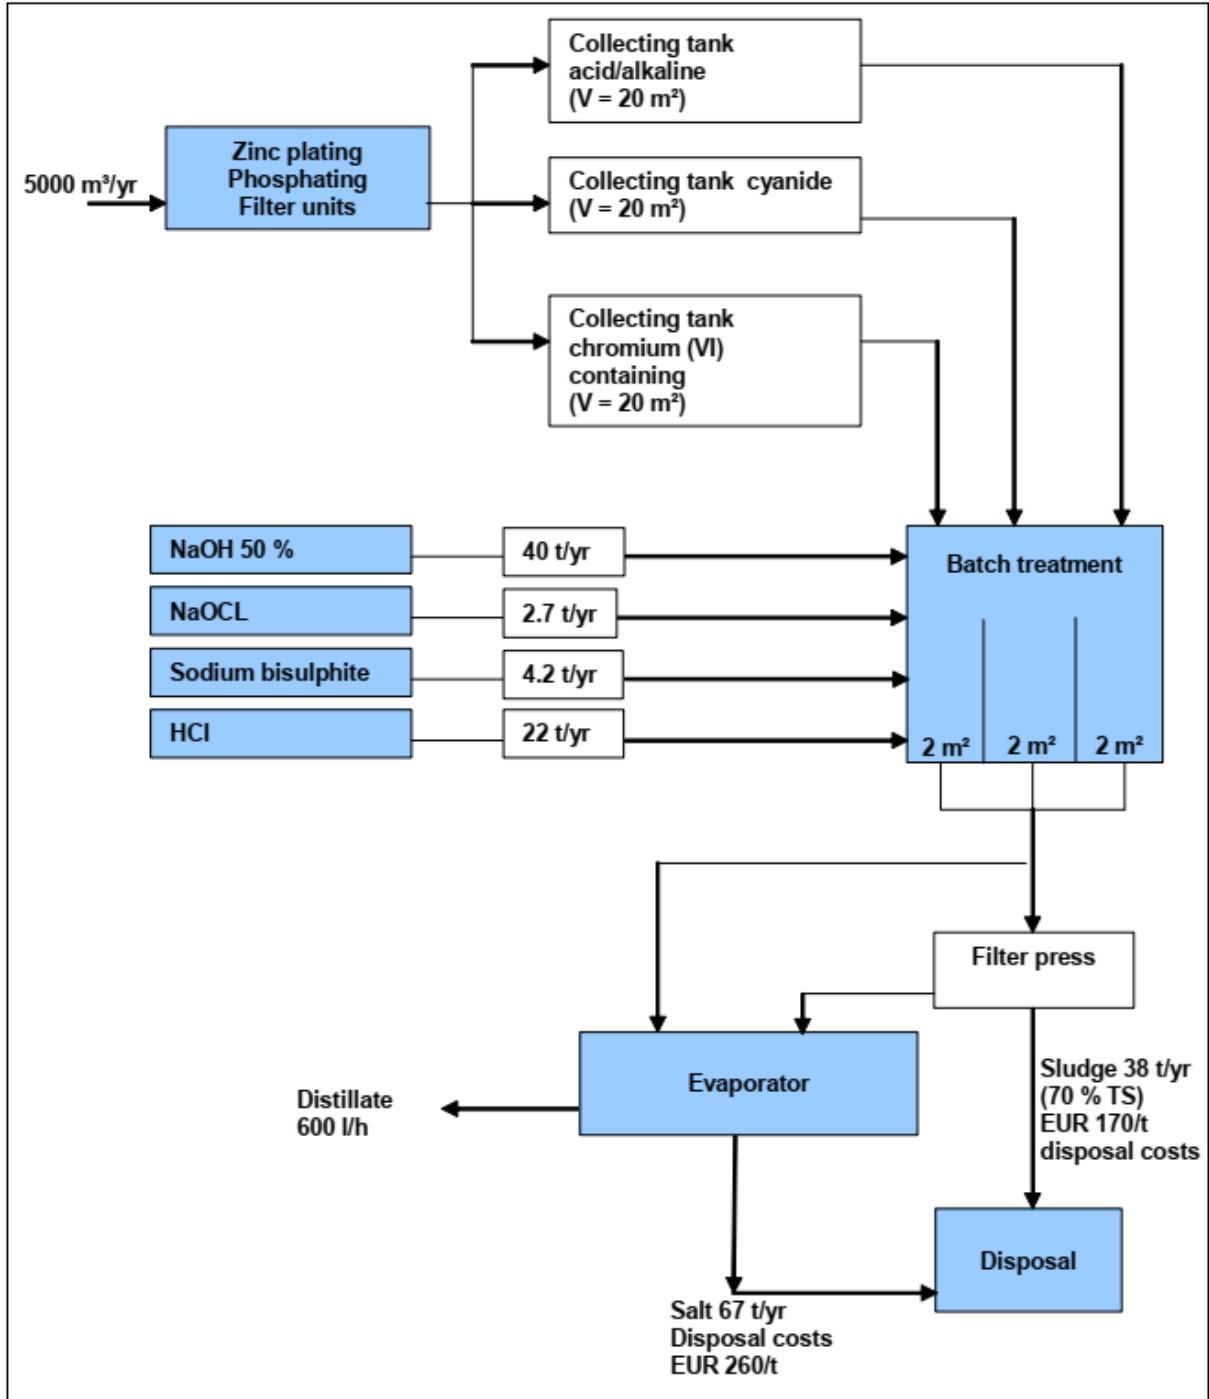 Collecting tank
acid/alkaline
(V = 20 m²)
Zinc plating
Phosphating
Filter units
5000 m³/yr
Collecting tank cyanide
(V = 20 m²)
Collecting tank
chromium (VI)
containing
(V = 20 m²)
NaOH 50 %
40 t/yr
Batch treatment
NaOCL
2.7 t/yr
Sodium bisulphite
4.2 t/yr
HCl
22 t/yr
2 m²
2 m²
2 m²
Filter press
Evaporator
Sludge 38 t/yr
(70 % TS)
EUR 170/t
disposal costs
Distillate
600 l/h
Disposal
Salt 67 t/yr
Disposal costs
EUR 260/t